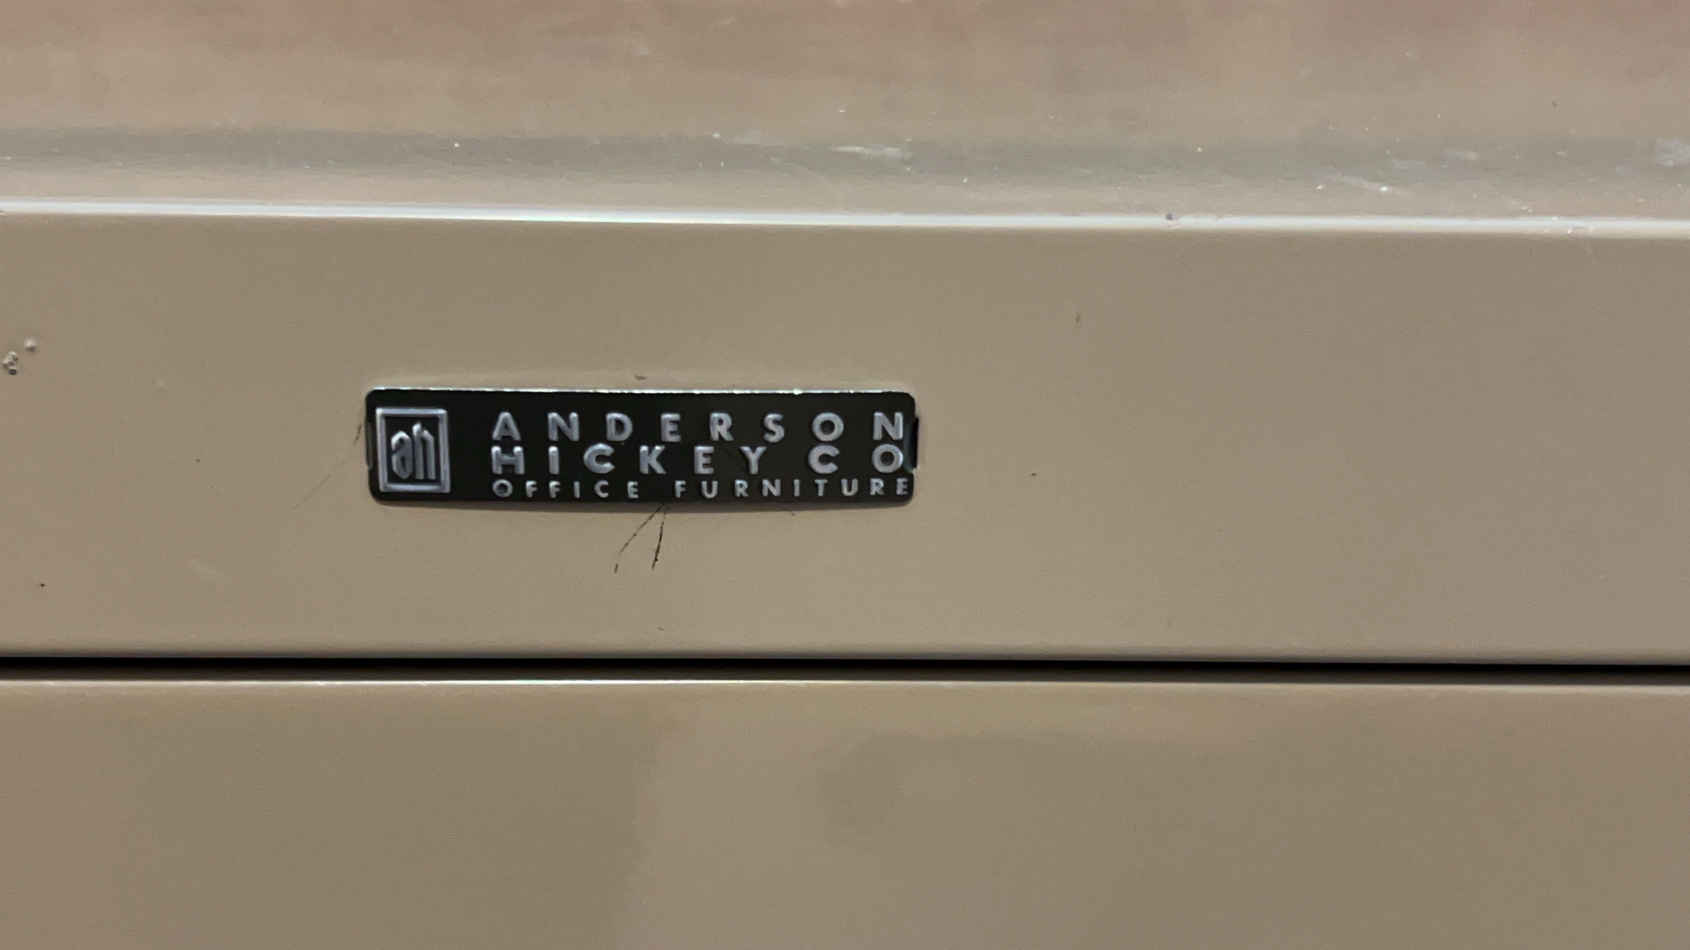 ah
ANDERSON
HICKEY CO
OFFICE FURNITURE